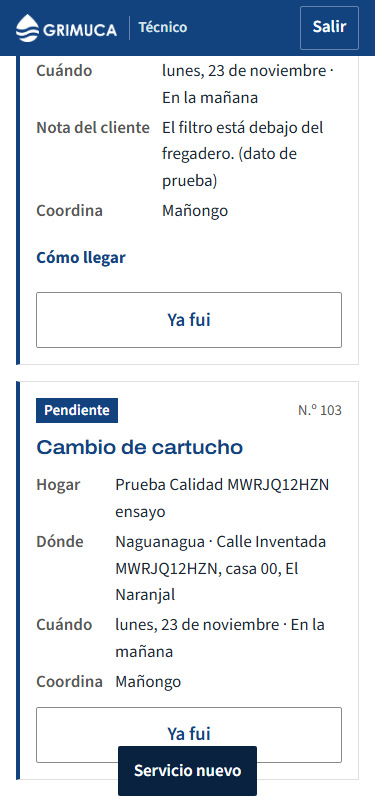 GRIMUCA Técnico Salir
Cuándo lunes, 23 de noviembre ·
En la mañana
Nota del cliente El filtro está debajo del
fregadero. (dato de
prueba)
Coordina Mañongo
Cómo llegar
Ya fui
Pendiente N.º 103
Cambio de cartucho
Hogar Prueba Calidad MWRJQ12HZN
ensayo
Dónde Naguanagua · Calle Inventada
MWRJQ12HZN, casa 00, El
Naranjal
Cuándo lunes, 23 de noviembre · En la
mañana
Coordina Mañongo
Ya fui
Servicio nuevo